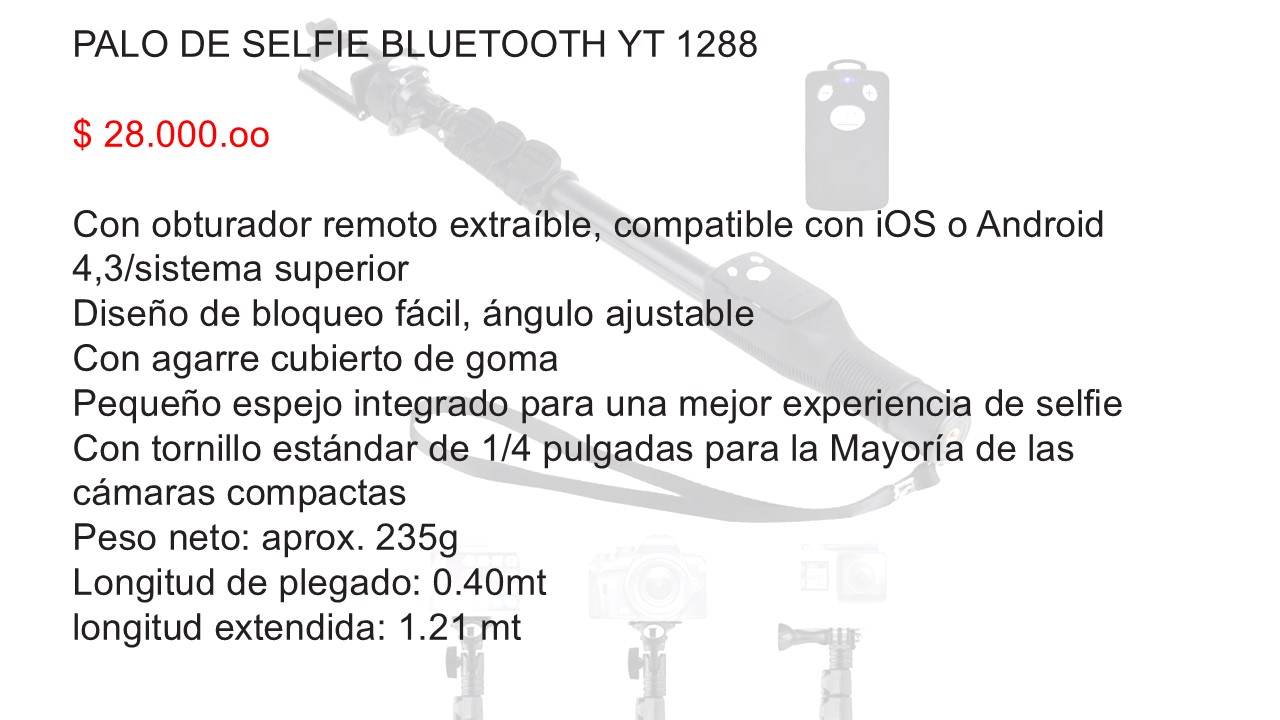 PALO DE SELFIE BLUETOOTH YT 1288
$ 28.000.oo
Con obturador remoto extraíble, compatible con iOS o Android
4,3/sistema superior
Diseño de bloqueo fácil, ángulo ajustable
Con agarre cubierto de goma
Pequeño espejo integrado para una mejor experiencia de selfie
Con tornillo estándar de 1/4 pulgadas para la Mayoría de las
cámaras compactas
Peso neto: aprox. 235g
Longitud de plegado: 0.40mt
longitud extendida: 1.21 mt